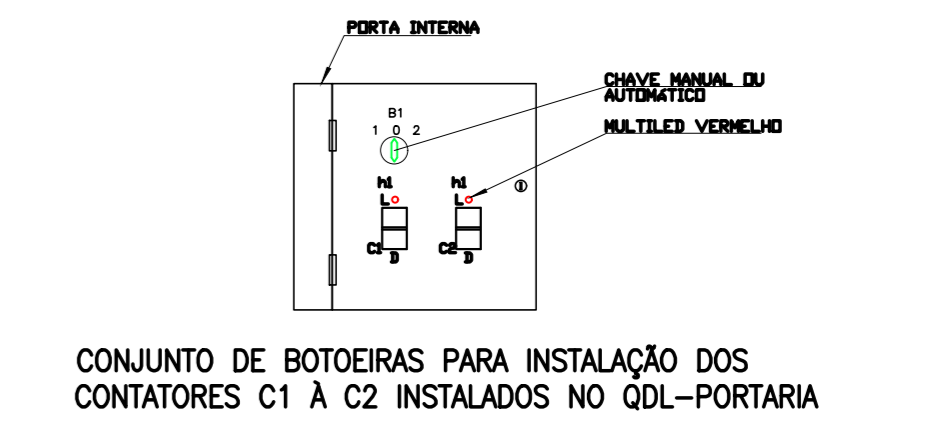 PORTA INTERNA
CHAVE MANUAL OU
AUTOMÁTICO
B1
1 0 2
MULTILED VERMELHO
h1 h1
L L
C1 C2
D D
CONJUNTO DE BOTOEIRAS PARA INSTALAÇÃO DOS
CONTATORES C1 À C2 INSTALADOS NO QDL-PORTARIA